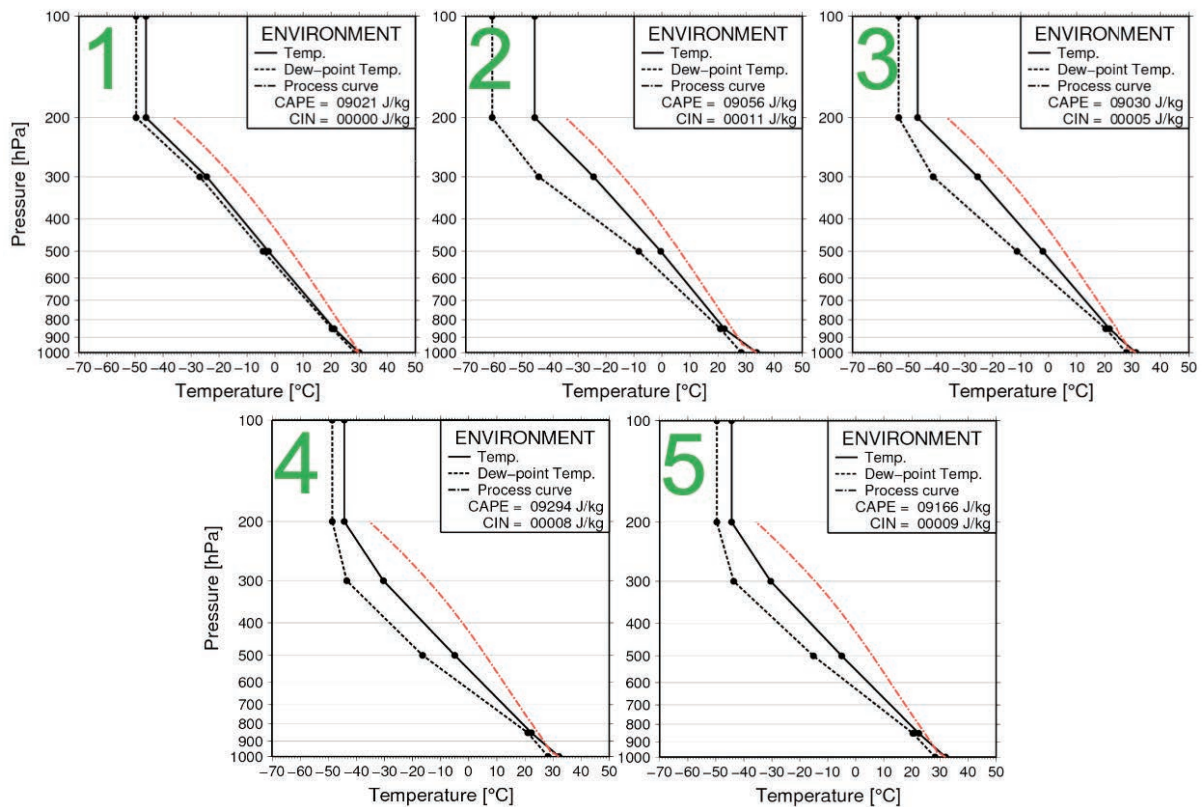 1
100
200
300
400
500
600
700
800
900
1000
Pressure [hPa]
ENVIRONMENT
Temp.
Dew-point Temp.
Process curve
CAPE = 09021 J/kg
CIN = 00000 J/kg
-70 -60 -50 -40 -30 -20 -10 0 10 20 30 40 50
Temperature [°C]
2
100
200
300
400
500
600
700
800
900
1000
ENVIRONMENT
Temp.
Dew-point Temp.
Process curve
CAPE = 09056 J/kg
CIN = 00011 J/kg
-70 -60 -50 -40 -30 -20 -10 0 10 20 30 40 50
Temperature [°C]
3
100
200
300
400
500
600
700
800
900
1000
ENVIRONMENT
Temp.
Dew-point Temp.
Process curve
CAPE = 09030 J/kg
CIN = 00005 J/kg
-70 -60 -50 -40 -30 -20 -10 0 10 20 30 40 50
Temperature [°C]
4
100
200
300
400
500
600
700
800
900
1000
Pressure [hPa]
ENVIRONMENT
Temp.
Dew-point Temp.
Process curve
CAPE = 09294 J/kg
CIN = 00008 J/kg
-70 -60 -50 -40 -30 -20 -10 0 10 20 30 40 50
Temperature [°C]
5
100
200
300
400
500
600
700
800
900
1000
ENVIRONMENT
Temp.
Dew-point Temp.
Process curve
CAPE = 09166 J/kg
CIN = 00009 J/kg
-70 -60 -50 -40 -30 -20 -10 0 10 20 30 40 50
Temperature [°C]